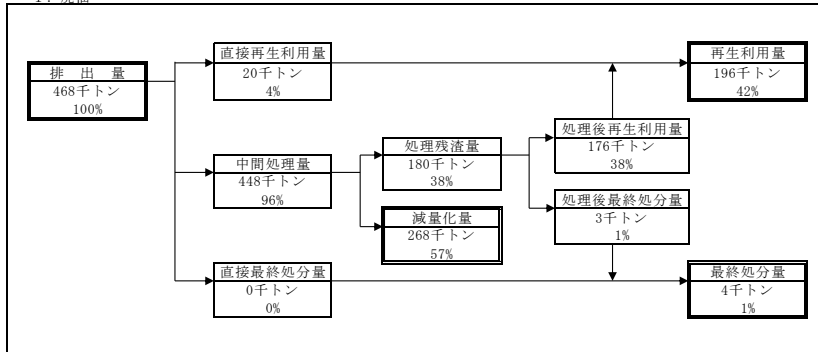 排 出 量
468千トン
100%
直接再生利用量
20千トン
4%
再生利用量
196千トン
42%
中間処理量
448千トン
96%
処理残渣量
180千トン
38%
処理後再生利用量
176千トン
38%
減量化量
268千トン
57%
処理後最終処分量
3千トン
1%
直接最終処分量
0千トン
0%
最終処分量
4千トン
1%